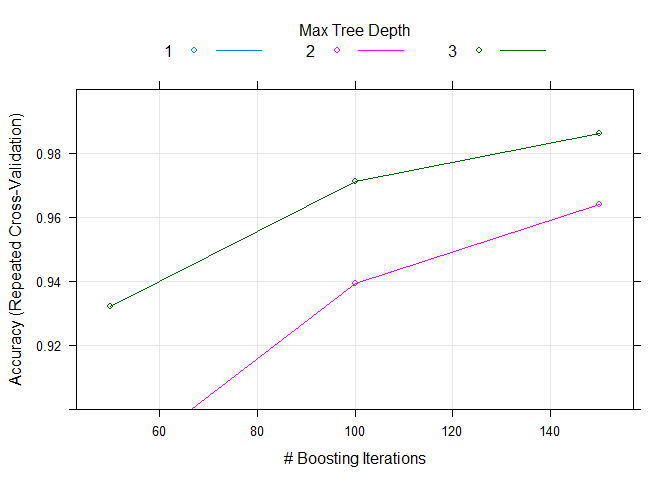 Max Tree Depth
1 2 3
Accuracy (Repeated Cross-Validation)
0.98
0.96
0.94
0.92
60 80 100 120 140
# Boosting Iterations